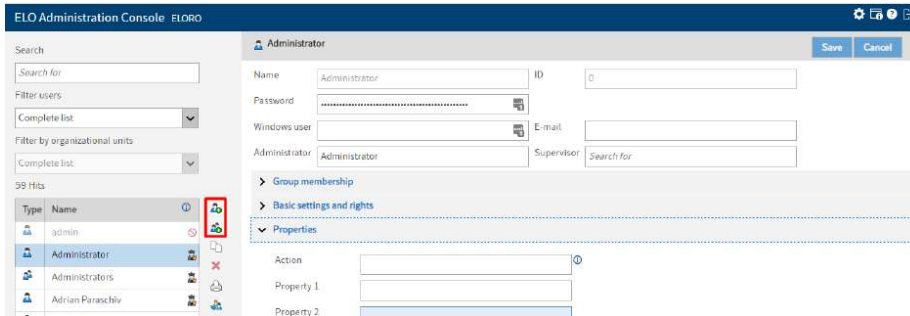 ELO Administration Console ELORO
Search
Search for
Filter users
Complete list
Filter by organizational units
Complete list
59 Hits
Type Name
admin
Administrator
Administrators
Adrian Paraschiv
Administrator
Save Cancel
Name Administrator ID 0
Password
Windows user E-mail
Administrator Administrator Supervisor Search for
Group membership
Basic settings and rights
Properties
Action
Property 1
Property 2